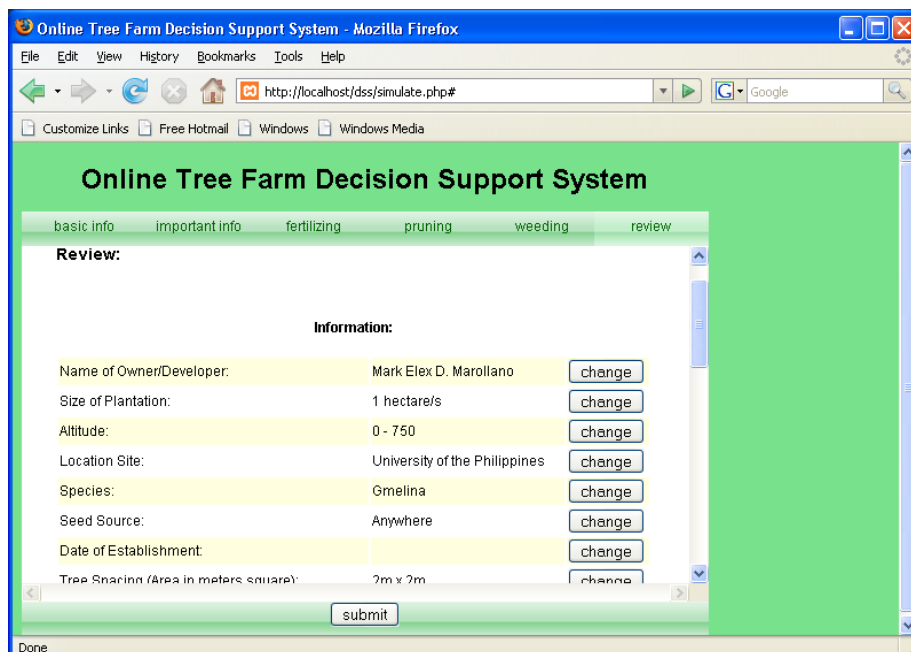 Online Tree Farm Decision Support System - Mozilla Firefox
File Edit View History Bookmarks Tools Help
http://localhost/dss/simulate.php# G Google
Customize Links Free Hotmail Windows Windows Media
Online Tree Farm Decision Support System
basic info important info fertilizing pruning weeding review
Review:
Information:
Name of Owner/Developer: Mark Elex D. Marollano change
Size of Plantation: 1 hectare/s change
Altitude: 0 - 750 change
Location Site: University of the Philippines change
Species: Gmelina change
Seed Source: Anywhere change
Date of Establishment: change
Tree Spacing (Area in meters square): 2m x 2m change
submit
Done